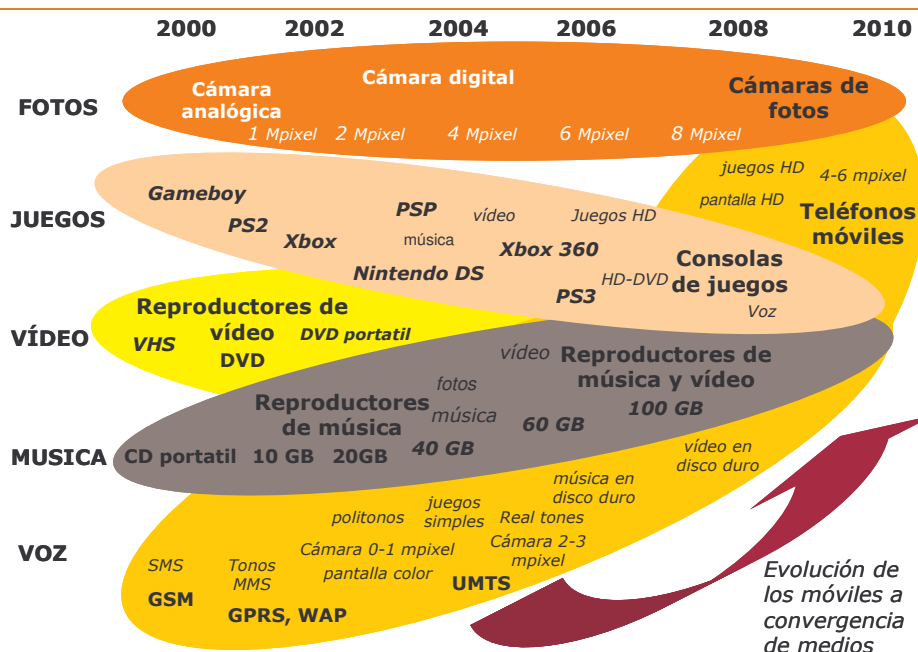 2000 2002 2004 2006 2008 2010
FOTOS
Cámara
analógica
Cámara digital
Cámaras de
fotos
1 Mpixel 2 Mpixel 4 Mpixel 6 Mpixel 8 Mpixel
JUEGOS
Gameboy
PS2
Xbox
PSP
música
Nintendo DS
vídeo
Xbox 360
Juegos HD
PS3
HD-DVD
Consolas
de juegos
Voz
juegos HD
4-6 mpixel
pantalla HD
Teléfonos
móviles
VÍDEO
Reproductores de
vídeo
VHS
DVD
DVD portatil
MUSICA
Reproductores
de música
CD portatil 10 GB 20GB 40 GB 60 GB 100 GB
fotos
música
vídeo
Reproductores de
música y vídeo
VOZ
SMS
GSM
Tonos
MMS
GPRS, WAP
politonos
juegos
simples
Cámara 0-1 mpixel
pantalla color
UMTS
Real tones
Cámara 2-3
mpixel
música en
disco duro
vídeo en
disco duro
Evolución de
los móviles a
convergencia
de medios